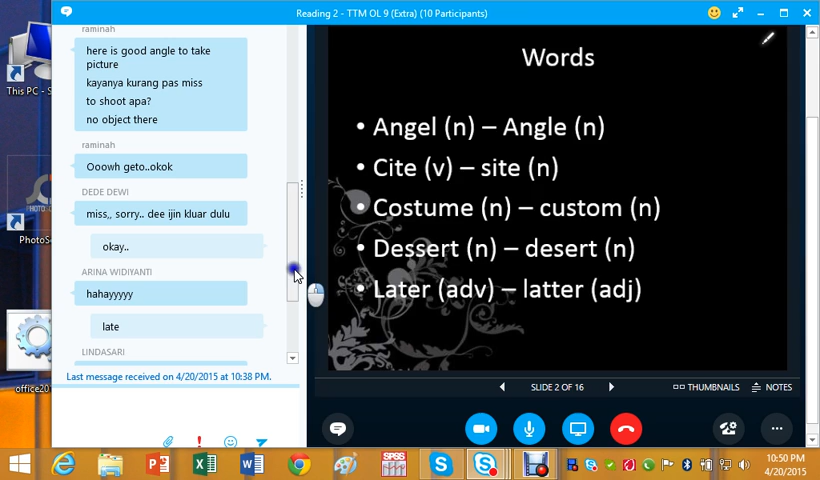 Reading 2 - TTM OL 9 (Extra) (10 Participants)
This PC - S
PhotoSc
office201
raminah
here is good angle to take
picture
kayanya kurang pas miss
to shoot apa?
no object there
raminah
Ooowh geto..okok
DEDE DEWI
miss,, sorry.. dee ijin kluar dulu
okay..
ARINA WIDIYANTI
hahayyyyy
late
LINDASARI
Last message received on 4/20/2015 at 10:38 PM.
Words
• Angel (n) – Angle (n)
• Cite (v) – site (n)
• Costume (n) – custom (n)
• Dessert (n) – desert (n)
• Later (adv) – latter (adj)
SLIDE 2 OF 16
THUMBNAILS
NOTES
SPSS
10:50 PM
4/20/2015